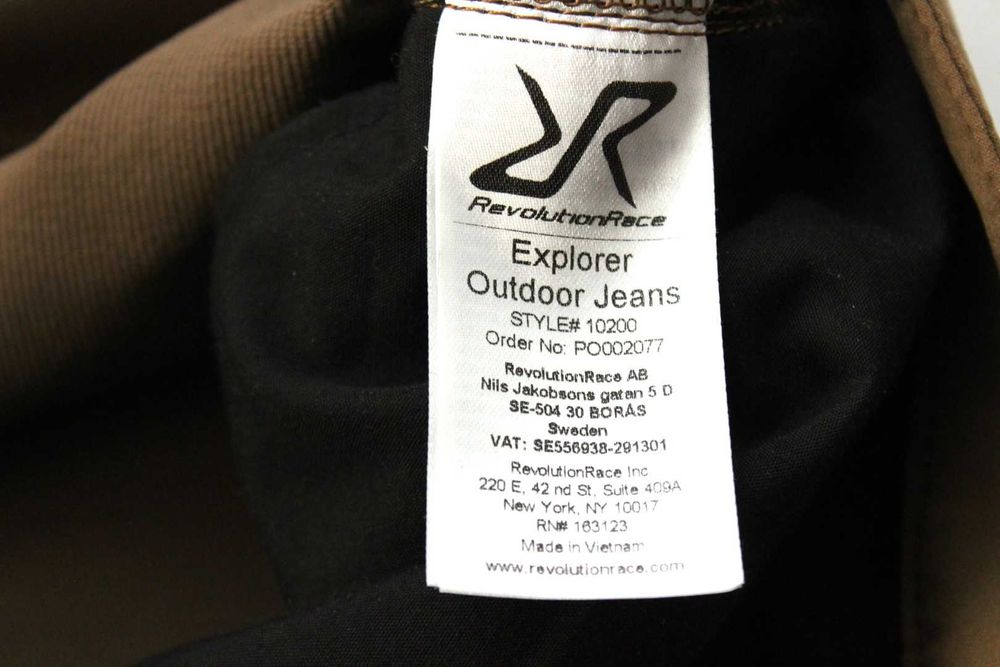 RevolutionRace
Explorer
Outdoor Jeans
STYLE# 10200
Order No: PO002077
RevolutionRace AB
Nils Jakobsons gatan 5 D
SE-504 30 BORÅS
Sweden
VAT: SE556938-291301
RevolutionRace Inc
220 E, 42 nd St, Suite 409A
New York, NY 10017
RN# 163123
Made in Vietnam
www.revolutionrace.com